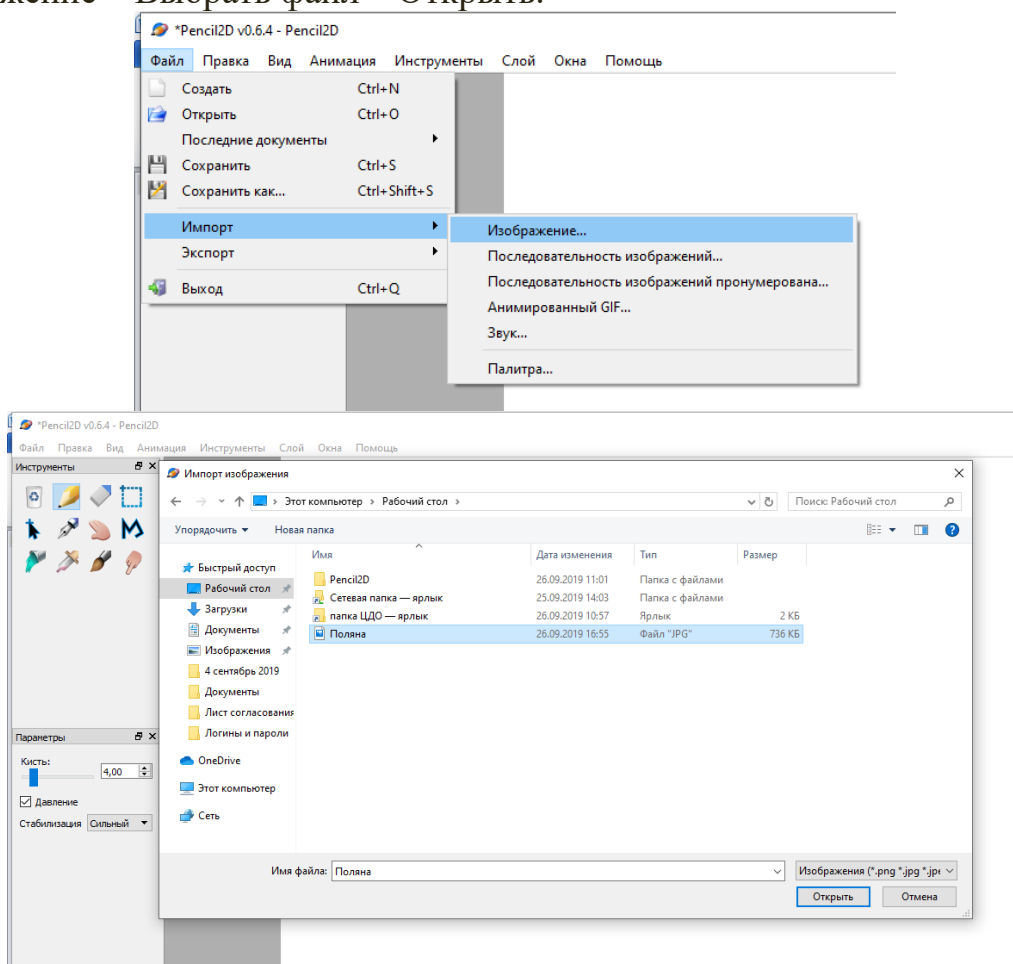 жение – Выбрать файл – Открыть.
*Pencil2D v0.6.4 - Pencil2D
Файл Правка Вид Анимация Инструменты Слой Окна Помощь
Создать Ctrl+N
Открыть Ctrl+O
Последние документы
Сохранить Ctrl+S
Сохранить как... Ctrl+Shift+S
Импорт
Экспорт
Выход Ctrl+Q
Изображение...
Последовательность изображений...
Последовательность изображений пронумерована...
Анимированный GIF...
Звук...
Палитра...
*Pencil2D v0.6.4 - Pencil2D
Файл Правка Вид Анимация Инструменты Слой Окна Помощь
Инструменты
Импорт изображения
Этот компьютер › Рабочий стол ›
Поиск: Рабочий стол
Упорядочить Новая папка
Имя Дата изменения Тип Размер
Быстрый доступ
Рабочий стол
Загрузки
Документы
Изображения
4 сентябрь 2019
Документы
Лист согласования
Логины и пароли
OneDrive
Этот компьютер
Сеть
Pencil2D 26.09.2019 11:01 Папка с файлами
Сетевая папка — ярлык 25.09.2019 14:03 Папка с файлами
папка ЦДО — ярлык 26.09.2019 10:57 Ярлык 2 КБ
Поляна 26.09.2019 16:55 Файл "JPG" 736 КБ
Параметры
Кисть:
4,00
Давление
Стабилизация Сильный
Имя файла: Поляна
Изображения (*.png *.jpg *.jpe
Открыть Отмена